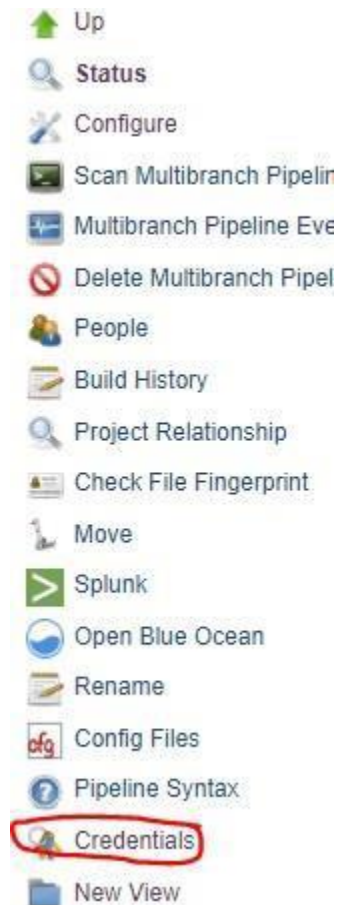 Up
Status
Configure
Scan Multibranch Pipelin
Multibranch Pipeline Eve
Delete Multibranch Pipel
People
Build History
Project Relationship
Check File Fingerprint
Move
Splunk
Open Blue Ocean
Rename
cfg Config Files
Pipeline Syntax
Credentials
New View